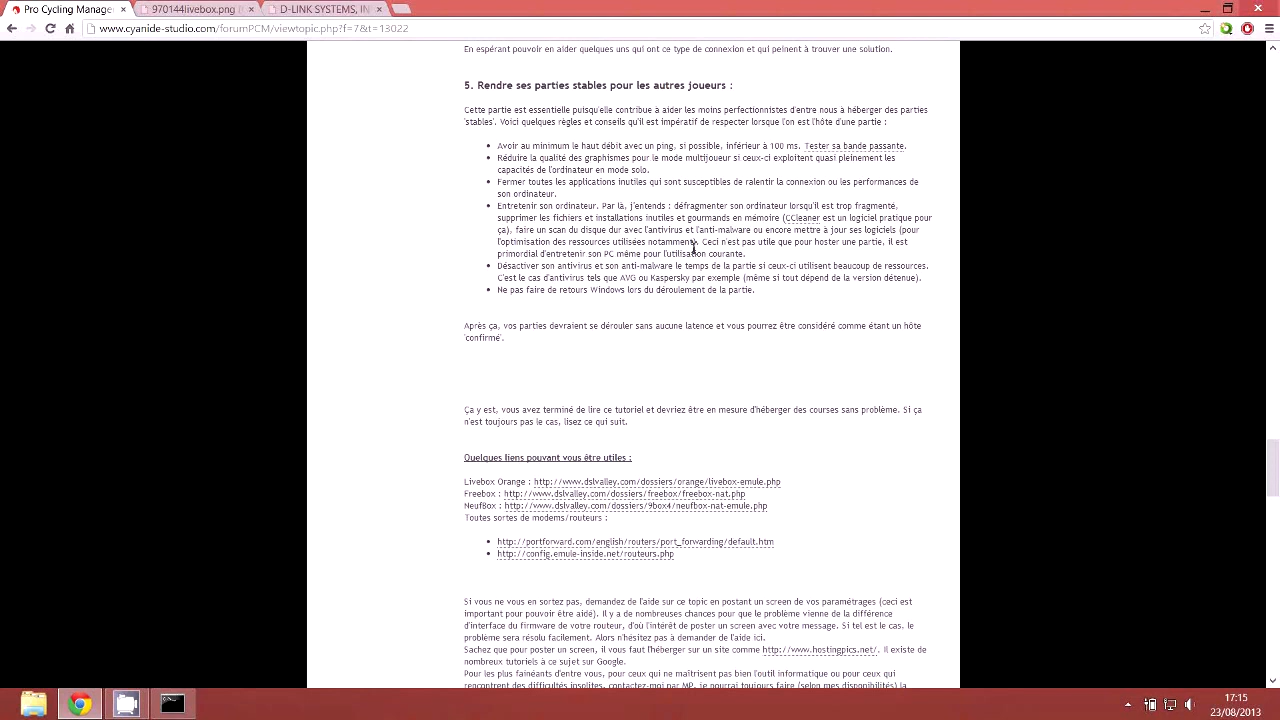 Pro Cycling Manage
970144livebox.png (I
D-LINK SYSTEMS, IN
www.cyanide-studio.com/forumPCM/viewtopic.php?f=7&t=13022
En espérant pouvoir en aider quelques uns qui ont ce type de connexion et qui peinent à trouver une solution.
5. Rendre ses parties stables pour les autres joueurs :
Cette partie est essentielle puisqu'elle contribue à aider les moins perfectionnistes d'entre nous à héberger des parties
'stables'. Voici quelques règles et conseils qu'il est impératif de respecter lorsque l'on est l'hôte d'une partie :
Avoir au minimum le haut débit avec un ping, si possible, inférieur à 100 ms. Tester sa bande passante.
Réduire la qualité des graphismes pour le mode multijoueur si ceux-ci exploitent quasi pleinement les
capacités de l'ordinateur en mode solo.
Fermer toutes les applications inutiles qui sont susceptibles de ralentir la connexion ou les performances de
son ordinateur.
Entretenir son ordinateur. Par là, j'entends : défragmenter son ordinateur lorsqu'il est trop fragmenté,
supprimer les fichiers et installations inutiles et gourmands en mémoire (CCleaner est un logiciel pratique pour
ça), faire un scan du disque dur avec l'antivirus et l'anti-malware ou encore mettre à jour ses logiciels (pour
l'optimisation des ressources utilisées notamment). Ceci n'est pas utile que pour hoster une partie, il est
primordial d'entretenir son PC même pour l'utilisation courante.
Désactiver son antivirus et son anti-malware le temps de la partie si ceux-ci utilisent beaucoup de ressources.
C'est le cas d'antivirus tels que AVG ou Kaspersky par exemple (même si tout dépend de la version détenue).
Ne pas faire de retours Windows lors du déroulement de la partie.
Après ça, vos parties devraient se dérouler sans aucune latence et vous pourrez être considéré comme étant un hôte
'confirmé'.
Ça y est, vous avez terminé de lire ce tutoriel et devriez être en mesure d'héberger des courses sans problème. Si ça
n'est toujours pas le cas, lisez ce qui suit.
Quelques liens pouvant vous être utiles :
Livebox Orange : http://www.dslvalley.com/dossiers/orange/livebox-emule.php
Freebox : http://www.dslvalley.com/dossiers/freebox/freebox-nat.php
NeufBox : http://www.dslvalley.com/dossiers/9box4/neufbox-nat-emule.php
Toutes sortes de modems/routeurs :
http://portforward.com/english/routers/port_forwarding/default.htm
http://config.emule-inside.net/routeurs.php
Si vous ne vous en sortez pas, demandez de l'aide sur ce topic en postant un screen de vos paramétrages (ceci est
important pour pouvoir être aidé). Il y a de nombreuses chances pour que le problème vienne de la différence
d'interface du firmware de votre routeur, d'où l'intérêt de poster un screen avec votre message. Si tel est le cas, le
problème sera résolu facilement. Alors n'hésitez pas à demander de l'aide ici.
Sachez que pour poster un screen, il vous faut l'héberger sur un site comme http://www.hostingpics.net/. Il existe de
nombreux tutoriels à ce sujet sur Google.
Pour les plus fainéants d'entre vous, pour ceux qui ne maîtrisent pas bien l'outil informatique ou pour ceux qui
rencontrent des difficultés insolites, contactez-moi par MP, je pourrai toujours faire (selon mes disponibilités) la
17:15
23/08/2013